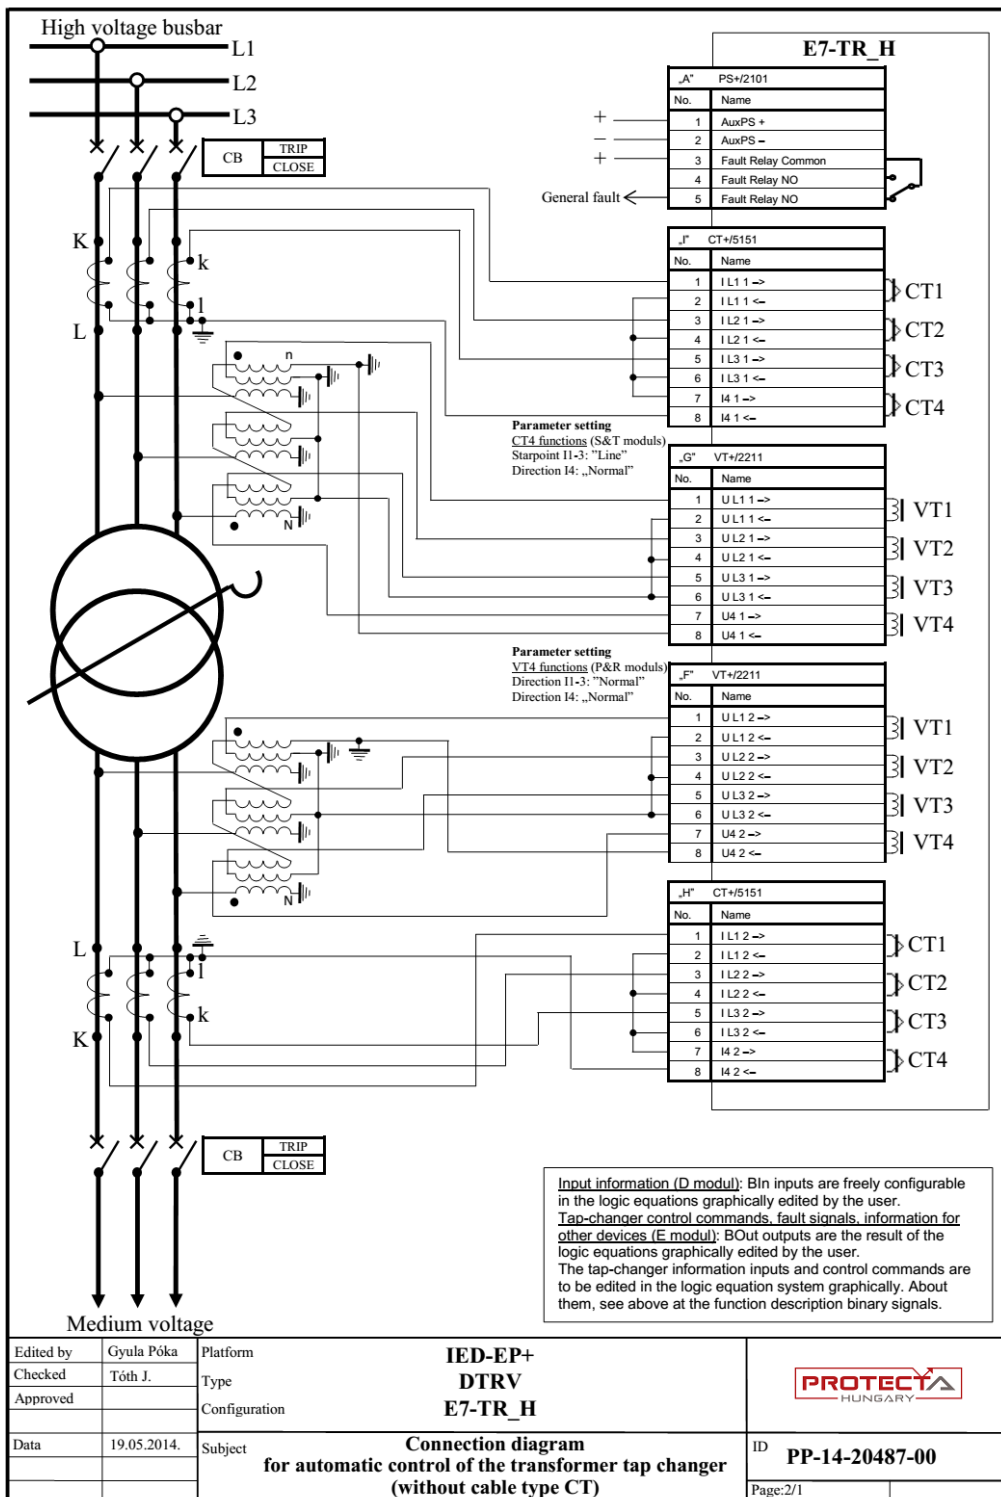 High voltage busbar
L1
L2
L3
CB
TRIP
CLOSE
E7-TR_H
„A" PS+/2101
No. Name
1 AuxPS +
2 AuxPS –
3 Fault Relay Common
4 Fault Relay NO
5 Fault Relay NO
+
–
+
General fault
K
k
l
L
„I" CT+/5151
No. Name
1 I L1 1 –>
2 I L1 1 <–
3 I L2 1 –>
4 I L2 1 <–
5 I L3 1 –>
6 I L3 1 <–
7 I4 1 –>
8 I4 1 <–
CT1
CT2
CT3
CT4
n
N
Parameter setting
CT4 functions (S&T moduls)
Starpoint I1-3: "Line"
Direction I4: „Normal"
„G" VT+/2211
No. Name
1 U L1 1 –>
2 U L1 1 <–
3 U L2 1 –>
4 U L2 1 <–
5 U L3 1 –>
6 U L3 1 <–
7 U4 1 –>
8 U4 1 <–
VT1
VT2
VT3
VT4
Parameter setting
VT4 functions (P&R moduls)
Direction I1-3: "Normal"
Direction I4: „Normal"
„F" VT+/2211
No. Name
1 U L1 2 –>
2 U L1 2 <–
3 U L2 2 –>
4 U L2 2 <–
5 U L3 2 –>
6 U L3 2 <–
7 U4 2 –>
8 U4 2 <–
VT1
VT2
VT3
VT4
N
„H" CT+/5151
No. Name
1 I L1 2 –>
2 I L1 2 <–
3 I L2 2 –>
4 I L2 2 <–
5 I L3 2 –>
6 I L3 2 <–
7 I4 2 –>
8 I4 2 <–
CT1
CT2
CT3
CT4
L
l
k
K
CB
TRIP
CLOSE
Medium voltage
Input information (D modul): BIn inputs are freely configurable
in the logic equations graphically edited by the user.
Tap-changer control commands, fault signals, information for
other devices (E modul): BOut outputs are the result of the
logic equations graphically edited by the user.
The tap-changer information inputs and control commands are
to be edited in the logic equation system graphically. About
them, see above at the function description binary signals.
Edited by Gyula Póka
Checked Tóth J.
Approved
Data 19.05.2014.
Platform IED-EP+
Type DTRV
Configuration E7-TR_H
Subject Connection diagram
for automatic control of the transformer tap changer
(without cable type CT)
PROTECTA
HUNGARY
ID PP-14-20487-00
Page:2/1